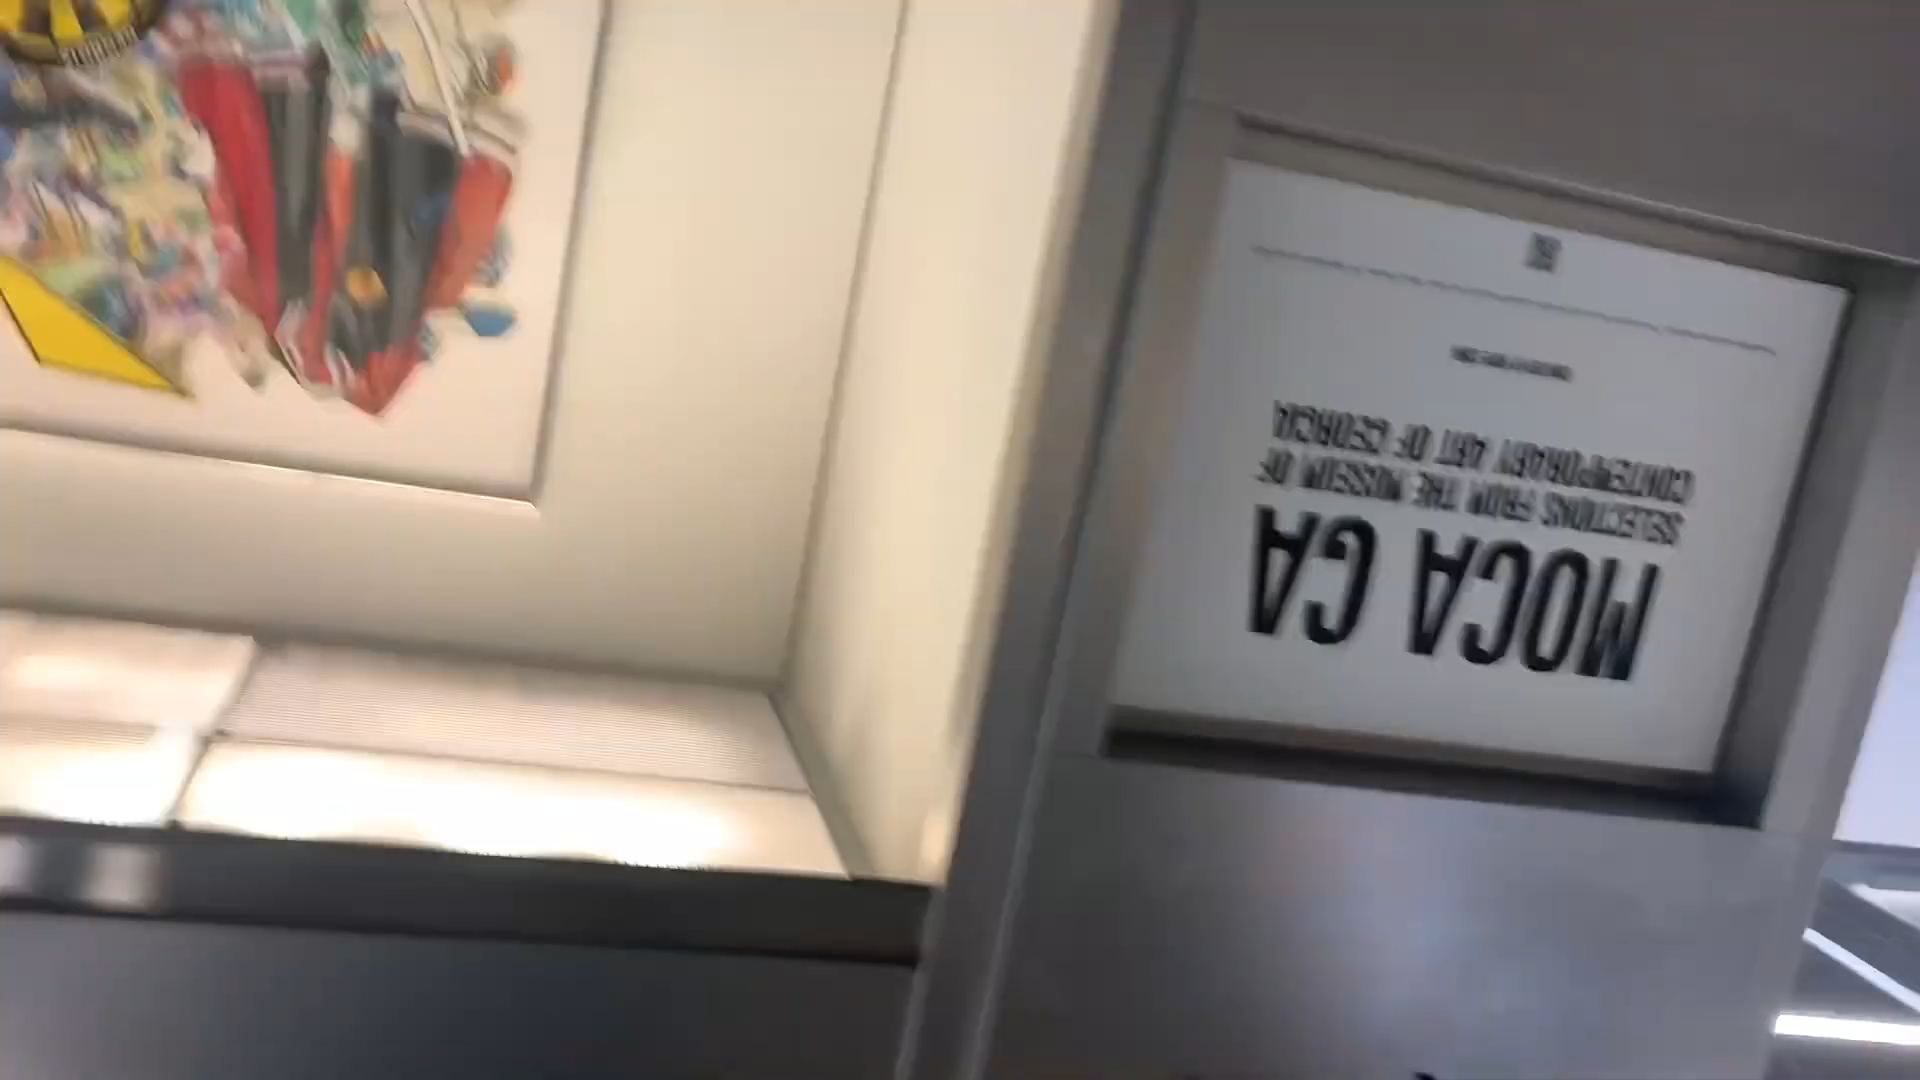 MOCA GA
SELECTIONS FROM THE MUSEUM OF
CONTEMPORARY ART OF GEORGIA